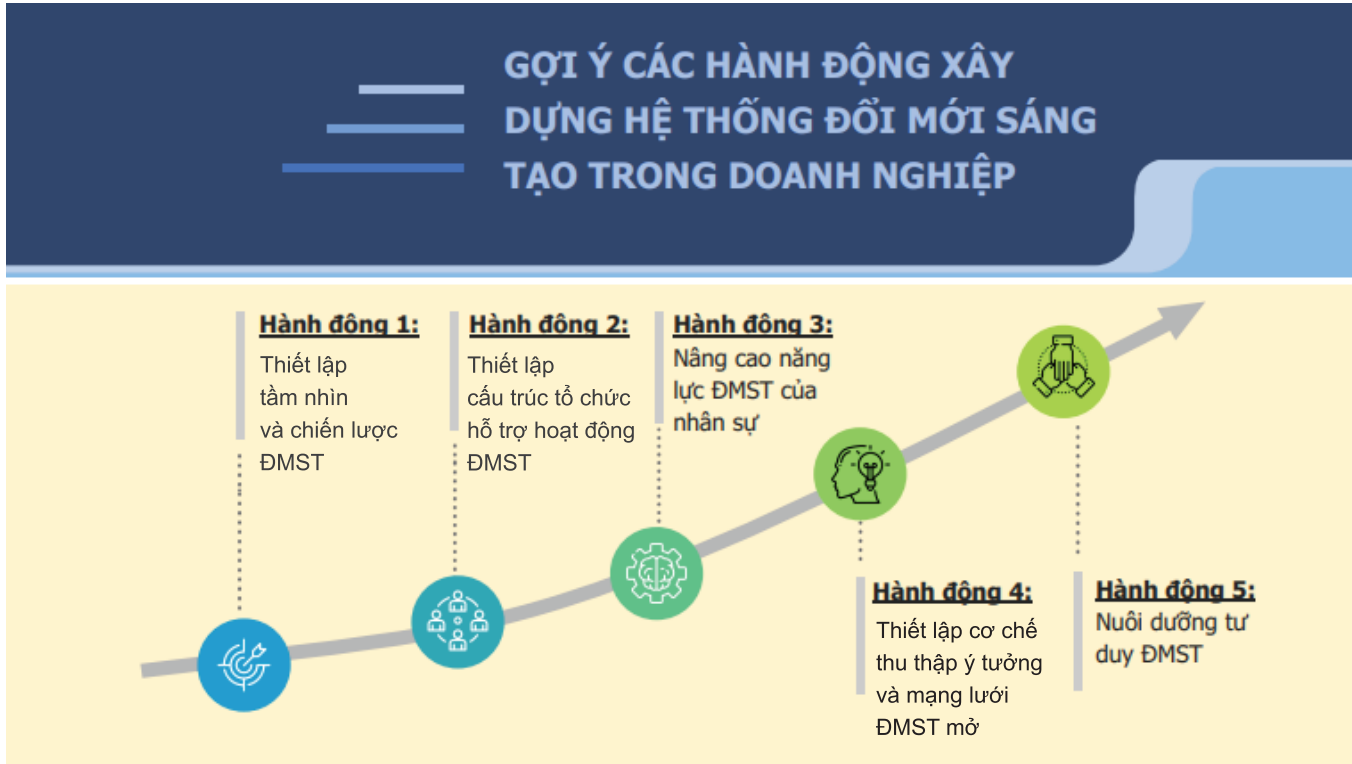 GỢI Ý CÁC HÀNH ĐỘNG XÂY
DỰNG HỆ THỐNG ĐỔI MỚI SÁNG
TẠO TRONG DOANH NGHIỆP
Hành đông 1:
Thiết lập
tầm nhìn
và chiến lược
ĐMST
Hành đông 2:
Thiết lập
cấu trúc tổ chức
hỗ trợ hoạt động
ĐMST
Hành đông 3:
Nâng cao năng
lực ĐMST của
nhân sự
Hành động 4:
Thiết lập cơ chế
thu thập ý tưởng
và mạng lưới
ĐMST mở
Hành động 5:
Nuôi dưỡng tư
duy ĐMST